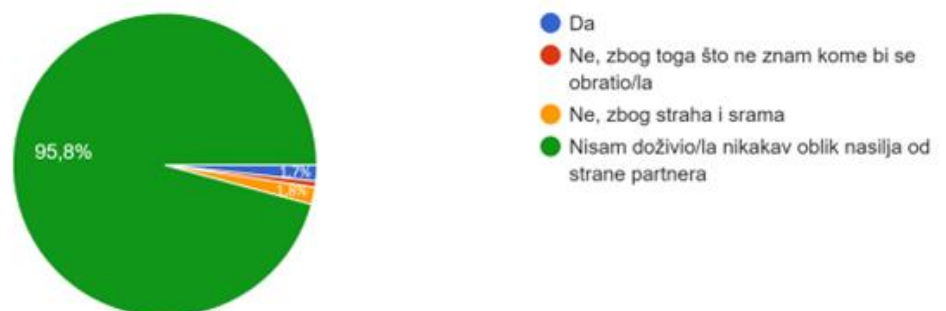 Da
Ne, zbog toga što ne znam kome bi se
obratio/la
Ne, zbog straha i srama
Nisam doživio/la nikakav oblik nasilja od
strane partnera
95,8%
1,7%
1,8%